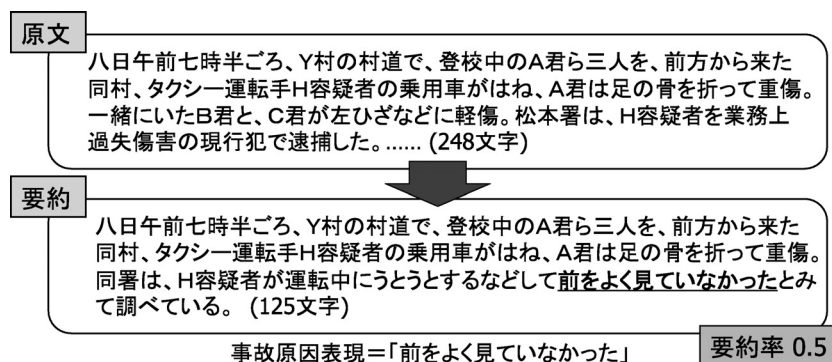 原文
八日午前七時半ごろ、Y村の村道で、登校中のA君ら三人を、前方から来た
同村、タクシー運転手H容疑者の乗用車がはね、A君は足の骨を折って重傷。
一緒にいたB君と、C君が左ひざなどに軽傷。松本署は、H容疑者を業務上
過失傷害の現行犯で逮捕した。...... (248文字)
要約
八日午前七時半ごろ、Y村の村道で、登校中のA君ら三人を、前方から来た
同村、タクシー運転手H容疑者の乗用車がはね、A君は足の骨を折って重傷。
同署は、H容疑者が運転中にうとうとするなどして前をよく見ていなかったとみ
て調べている。 (125文字)
事故原因表現＝「前をよく見ていなかった」
要約率 0.5